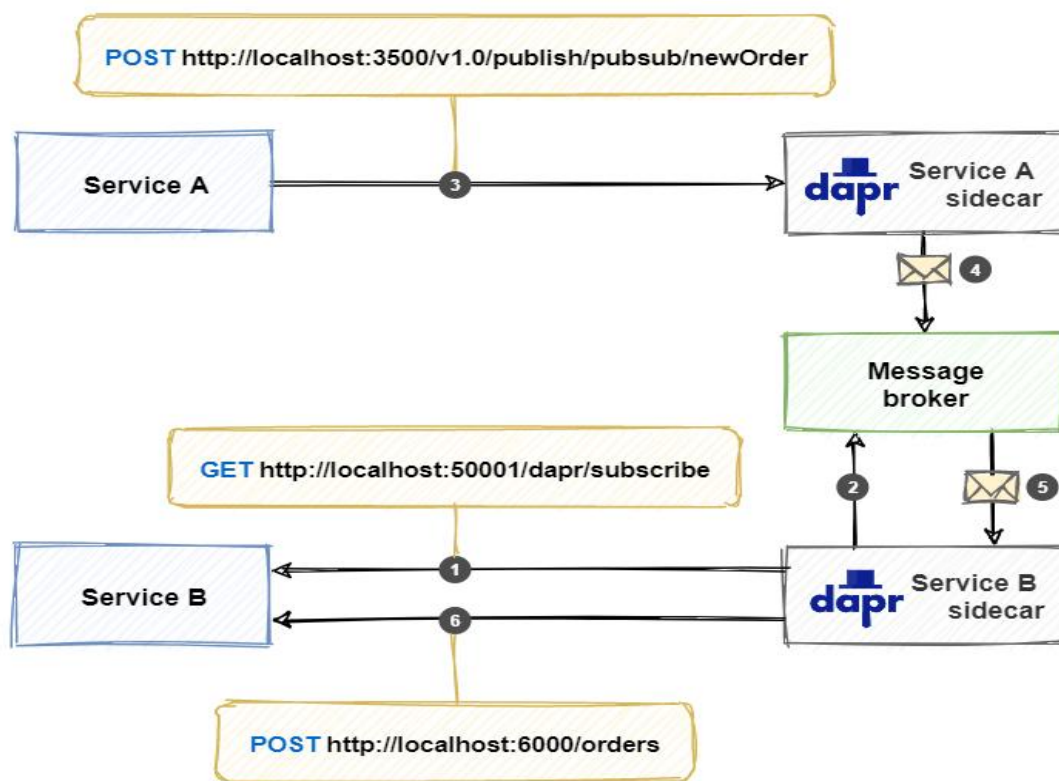 POST http://localhost:3500/v1.0/publish/pubsub/newOrder
Service A
3
dapr
Service A
sidecar
4
Message
broker
GET http://localhost:50001/dapr/subscribe
2
5
Service B
1
6
dapr
Service B
sidecar
POST http://localhost:6000/orders